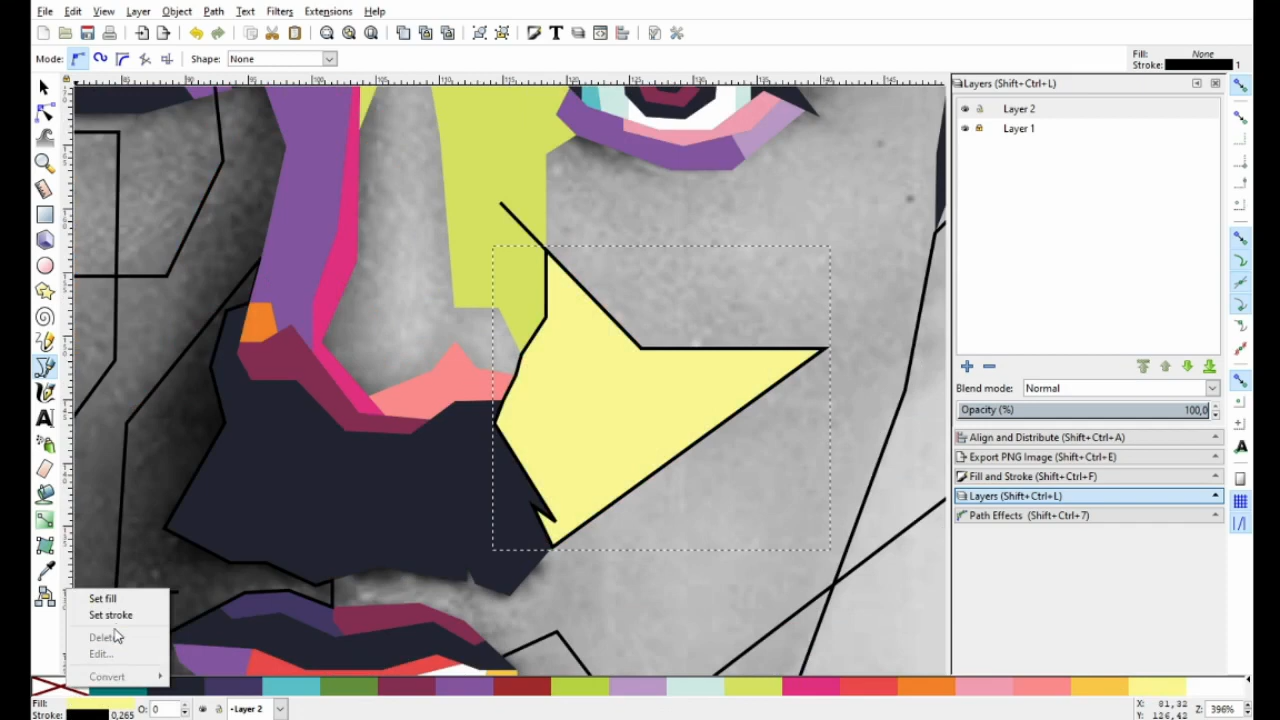 File Edit View Layer Object Path Text Filters Extensions Help
Mode: Shape: None
Fill: None
Stroke: 1
Layers (Shift+Ctrl+L)
Layer 2
Layer 1
Blend mode: Normal
Opacity (%) 100,0
Align and Distribute (Shift+Ctrl+A)
Export PNG Image (Shift+Ctrl+E)
Fill and Stroke (Shift+Ctrl+F)
Layers (Shift+Ctrl+L)
Path Effects (Shift+Ctrl+7)
Set fill
Set stroke
Delete
Edit...
Convert
Fill:
Stroke: 0,265
O: 0
-Layer 2
X: 81,32
Y: 126,42
Z: 396%